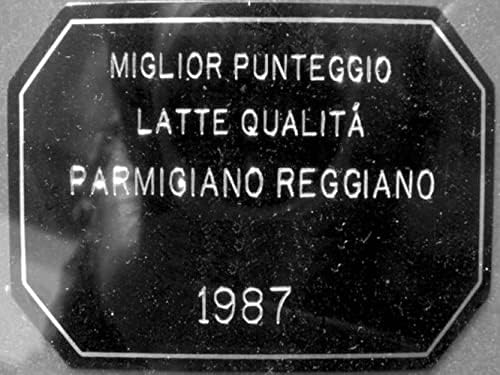 MIGLIOR PUNTEGGIO
LATTE QUALITÁ
PARMIGIANO REGGIANO
1987